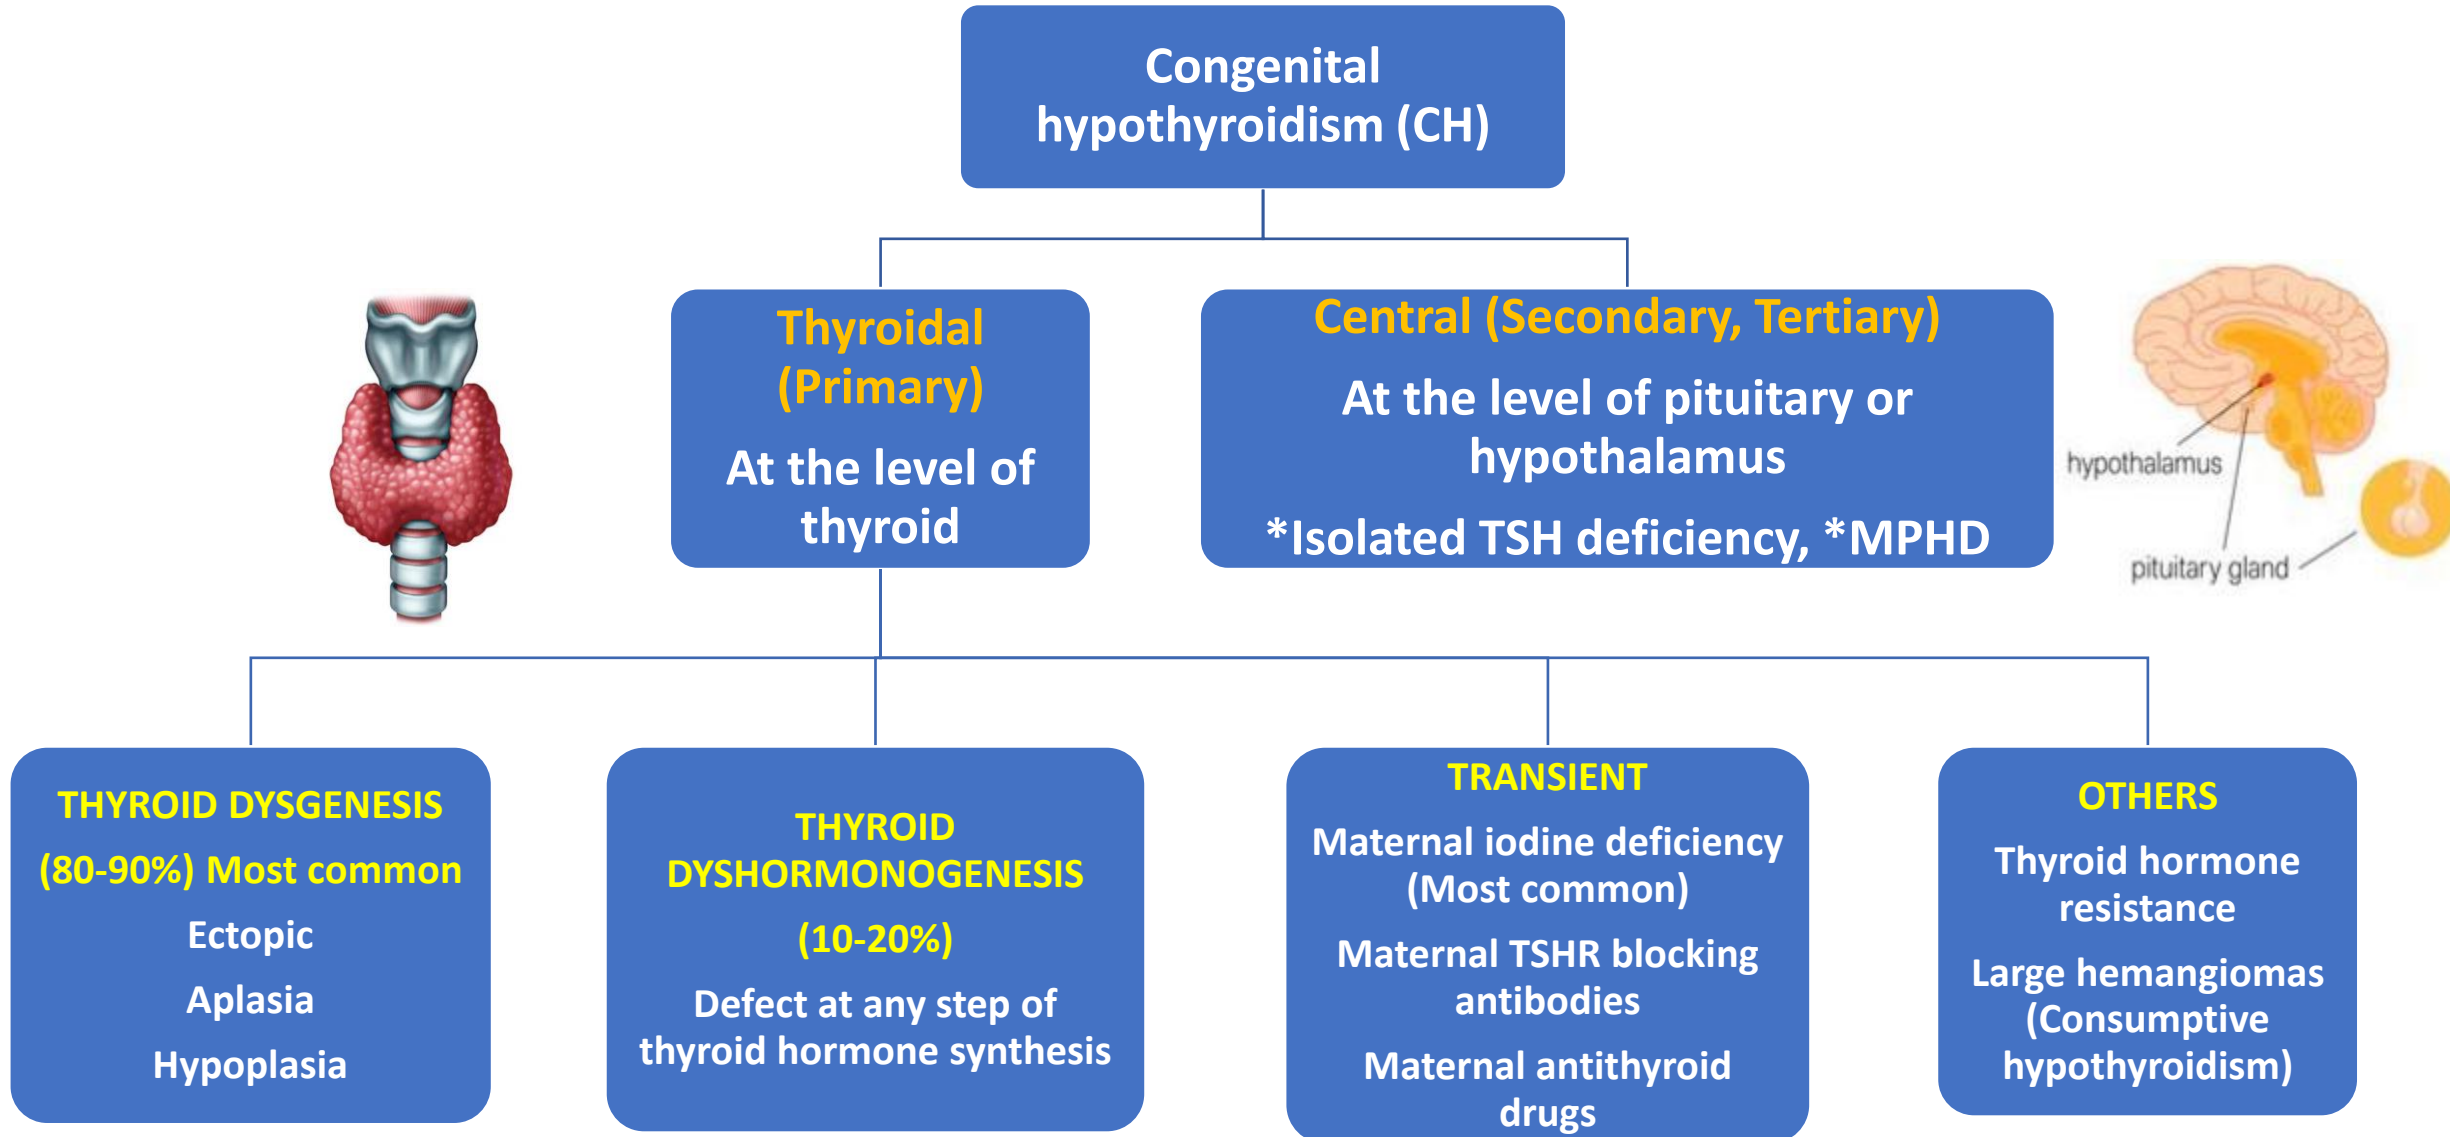 Congenital
hypothyroidism (CH)
Thyroidal
(Primary)
At the level of
thyroid
Central (Secondary, Tertiary)
At the level of pituitary or
hypothalamus
*Isolated TSH deficiency, *MPHD
hypothalamus
pituitary gland
THYROID DYSGENESIS
(80-90%) Most common
Ectopic
Aplasia
Hypoplasia
THYROID
DYSHORMONOGENESIS
(10-20%)
Defect at any step of
thyroid hormone synthesis
TRANSIENT
Maternal iodine deficiency
(Most common)
Maternal TSHR blocking
antibodies
Maternal antithyroid
drugs
OTHERS
Thyroid hormone
resistance
Large hemangiomas
(Consumptive
hypothyroidism)